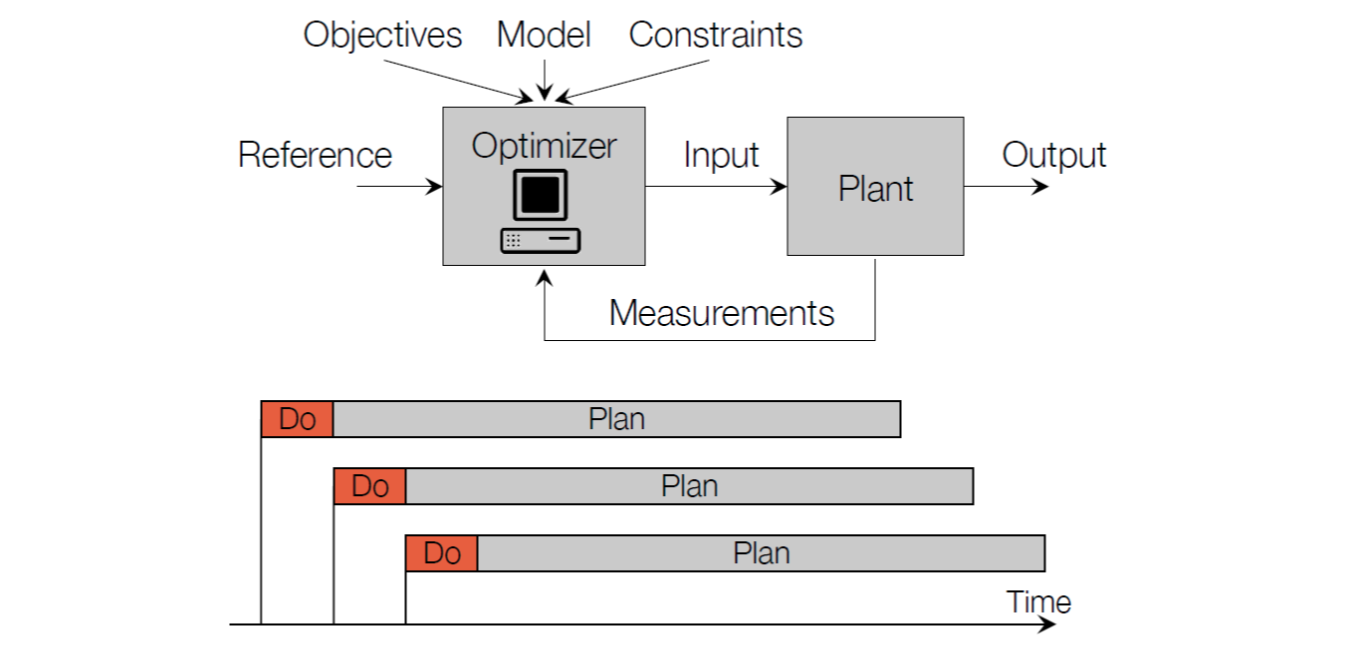 Objectives Model Constraints
Reference
Optimizer
Input
Plant
Output
Measurements
Do Plan
Do Plan
Do Plan
Time